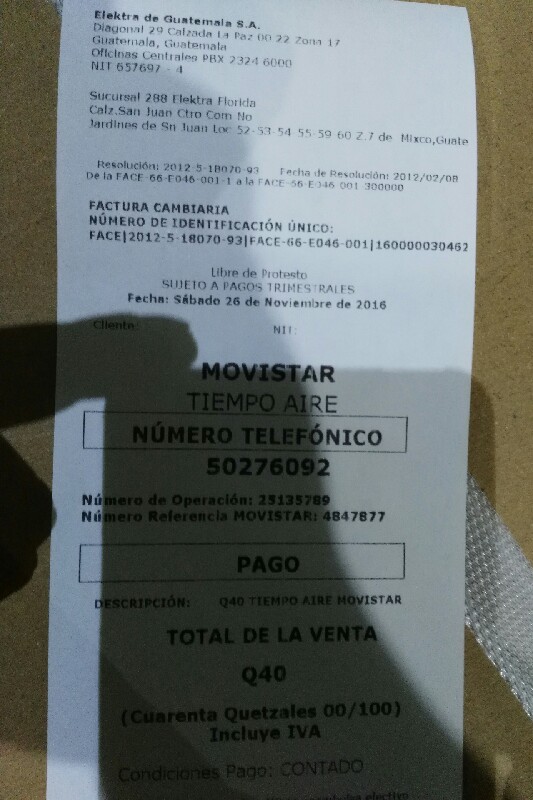 Elektra de Guatemala S.A.
Diagonal 29 Calzada La Paz 00 22 Zona 17
Guatemala, Guatemala
Oficinas Centrales PBX 2324 6000
NIT 657697 - 4
Sucursal 288 Elektra Florida
Calz.San Juan Ctro Com No
Jardines de Sn Juan Loc 52-53-54 55-59 60 Z.7 de Mixco,Guate
Resolución: 2012-5-18070-93 Fecha de Resolución: 2012/02/08
De la FACE-66-E046-001-1 a la FACE-66-E046 001-300000
FACTURA CAMBIARIA
NÚMERO DE IDENTIFICACIÓN ÚNICO:
FACE|2012-5-18070-93|FACE-66-E046-001|160000030462
Libre de Protesto
SUJETO A PAGOS TRIMESTRALES
Fecha: Sábado 26 de Noviembre de 2016
Cliente: NIT:
MOVISTAR
TIEMPO AIRE
NÚMERO TELEFÓNICO
50276092
Número de Operación: 25135789
Número Referencia MOVISTAR: 4847877
PAGO
DESCRIPCIÓN: Q40 TIEMPO AIRE MOVISTAR
TOTAL DE LA VENTA
Q40
(Cuarenta Quetzales 00/100)
Incluye IVA
Condiciones Pago: CONTADO
efectivo